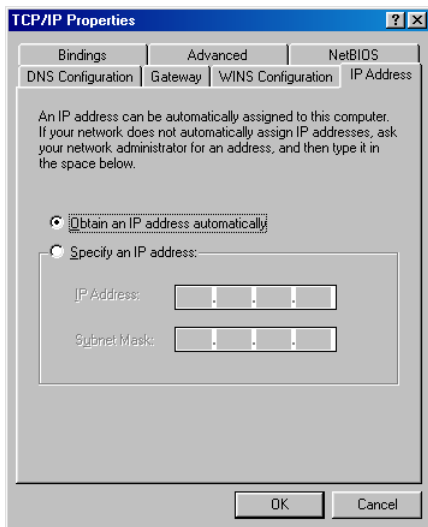 TCP/IP Properties
Bindings Advanced NetBIOS
DNS Configuration Gateway WINS Configuration IP Address
An IP address can be automatically assigned to this computer.
If your network does not automatically assign IP addresses, ask
your network administrator for an address, and then type it in
the space below.
Obtain an IP address automatically
Specify an IP address:
IP Address:
Subnet Mask:
OK Cancel